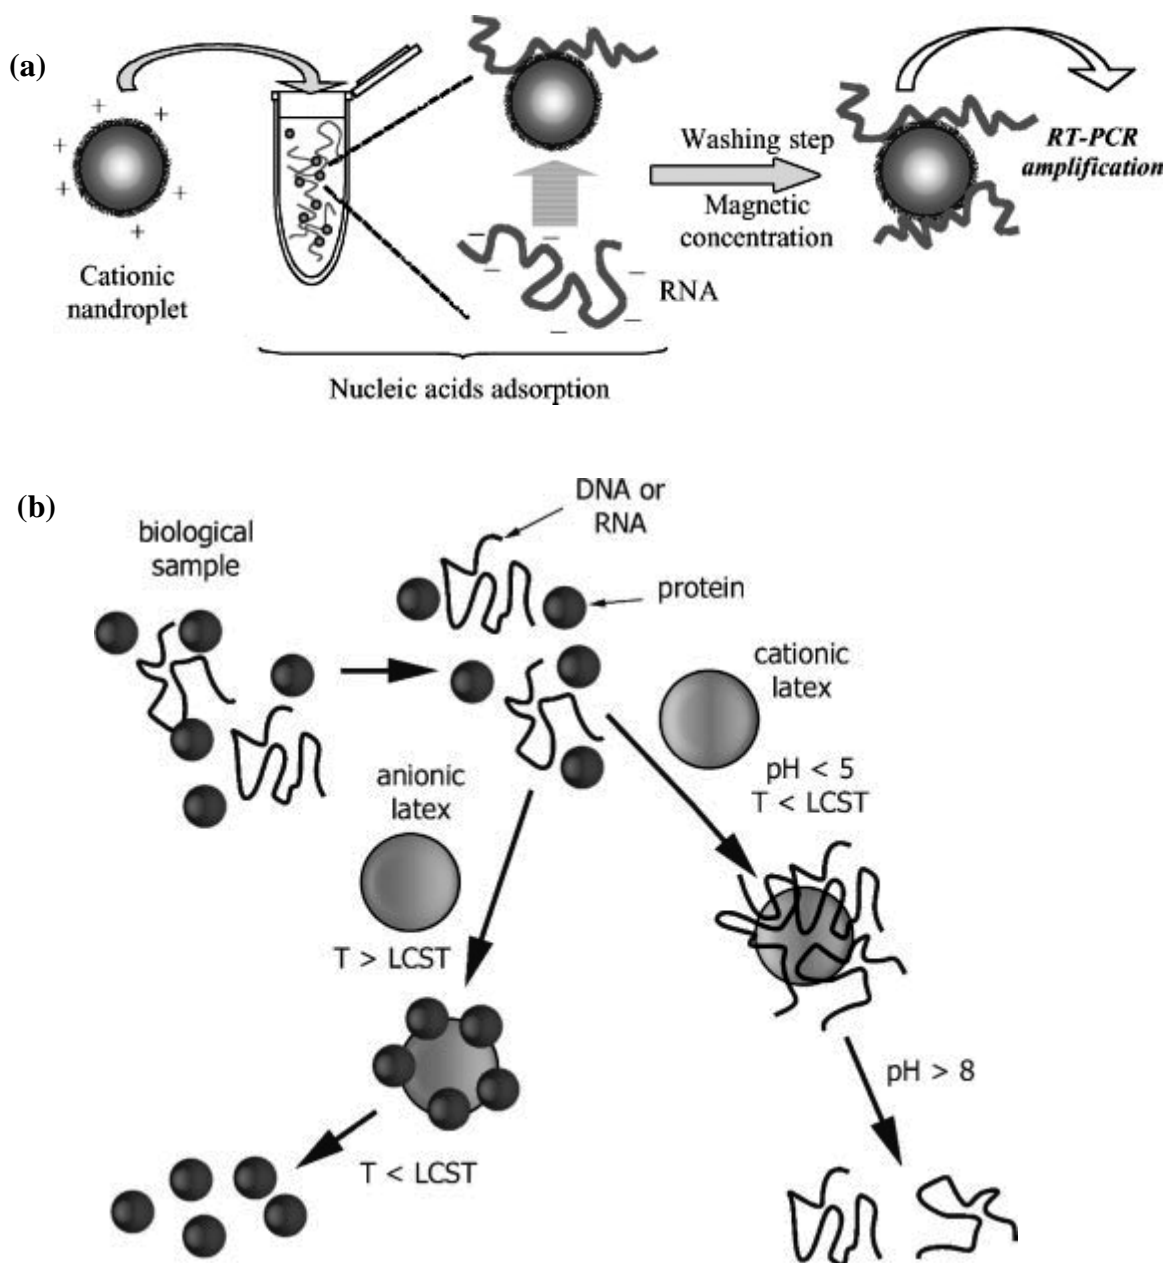 (a)
+
+
+
+
+
+
+
Cationic
nandroplet
Washing step
Magnetic
concentration
RT-PCR
amplification
−
−
−
−
−
RNA
Nucleic acids adsorption
(b)
biological
sample
DNA or
RNA
protein
cationic
latex
pH < 5
T < LCST
anionic
latex
T > LCST
pH > 8
T < LCST